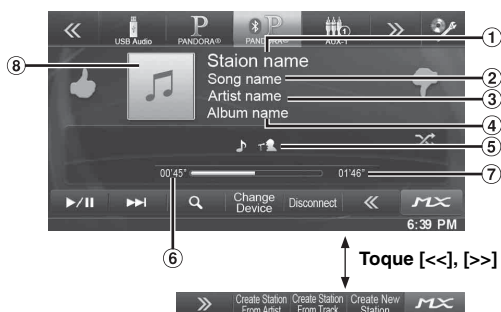 USB Audio PANDORA® PANDORA® AUX-1
1
Staion name
8
Song name
2
Artist name
3
Album name
4
5
00'45" 01'46"
7
Change Device Disconnect MX
6:39 PM
6
Toque [<<], [>>]
Create Station From Artist Create Station From Track Create New Station MX